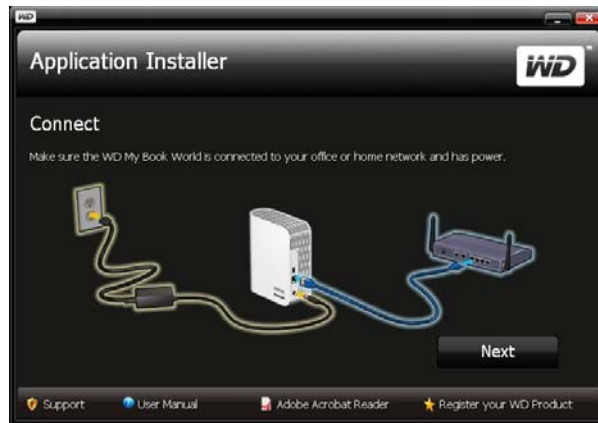 WD
Application Installer
WD
Connect
Make sure the WD My Book World is connected to your office or home network and has power.
Next
Support
User Manual
Adobe Acrobat Reader
Register your WD Product